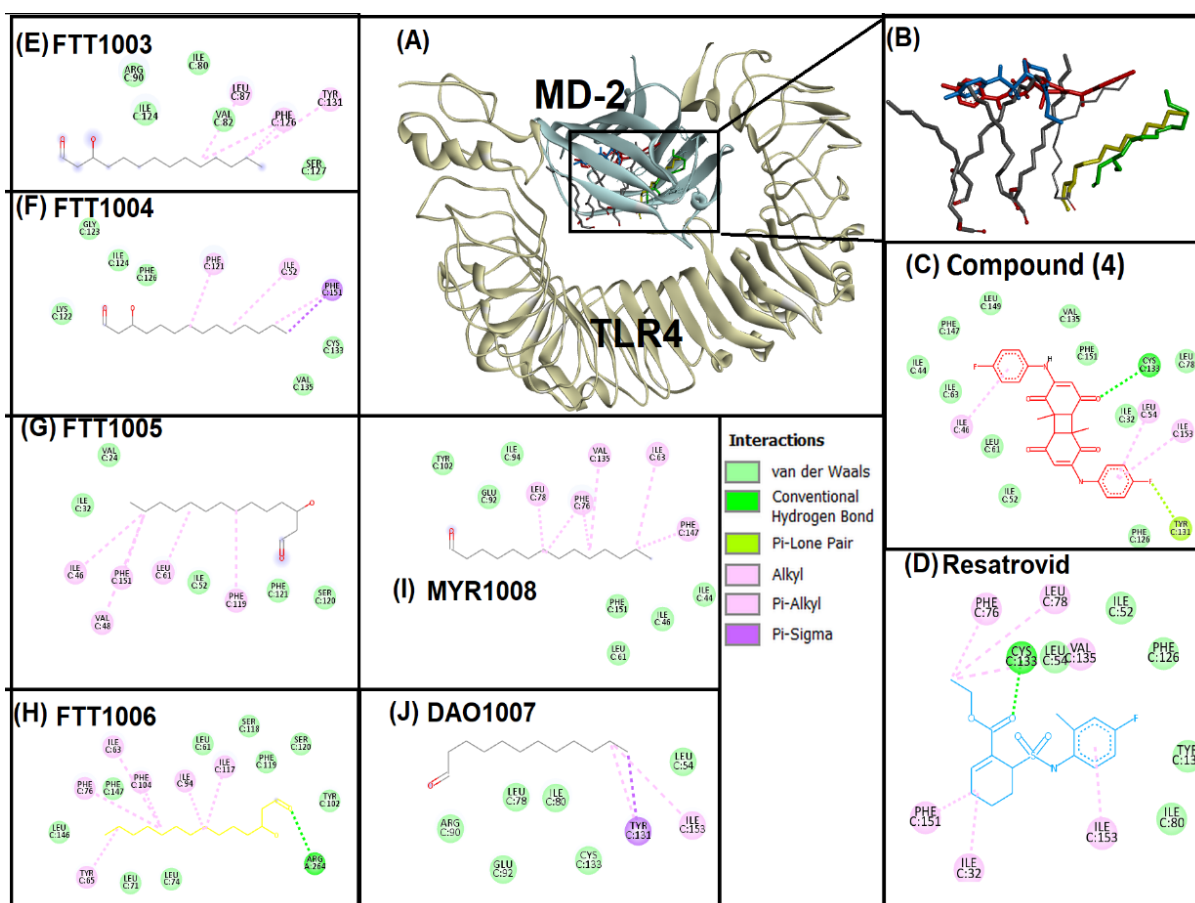 (E) FTT1003
ARG
C:90
ILE
C:80
LEU
C:87
TYR
C:131
ILE
C:124
VAL
C:82
PHE
C:126
SER
C:127
(F) FTT1004
GLY
C:123
ILE
C:124
PHE
C:126
PHE
C:121
ILE
C:52
PHE
C:151
LYS
C:122
CYS
C:133
VAL
C:135
(A)
MD-2
TLR4
(B)
(C) Compound (4)
LEU
C:149
VAL
C:135
PHE
C:147
PHE
C:151
CYS
C:133
LEU
C:78
ILE
C:44
ILE
C:63
H
N
F
O
O
ILE
C:46
ILE
C:32
LEU
C:54
ILE
C:153
LEU
C:61
O
O
N
H
F
ILE
C:52
PHE
C:126
TYR
C:131
(G) FTT1005
VAL
C:24
ILE
C:32
ILE
C:46
PHE
C:151
LEU
C:61
ILE
C:52
PHE
C:119
PHE
C:121
SER
C:120
VAL
C:48
(I)
MYR1008
TYR
C:102
ILE
C:94
VAL
C:135
ILE
C:63
GLU
C:92
LEU
C:78
PHE
C:76
PHE
C:147
PHE
C:151
ILE
C:46
ILE
C:44
LEU
C:61
Interactions
van der Waals
Conventional
Hydrogen Bond
Pi-Lone Pair
Alkyl
Pi-Alkyl
Pi-Sigma
(D) Resatrovid
PHE
C:76
LEU
C:78
ILE
C:52
CYS
C:133
LEU
C:54
VAL
C:135
PHE
C:126
O
O
O
O
S
N
F
TYR
C:13
PHE
C:151
ILE
C:153
ILE
C:80
ILE
C:32
(H) FTT1006
ILE
C:63
LEU
C:61
SER
C:118
SER
C:120
PHE
C:76
PHE
C:147
PHE
C:104
ILE
C:94
ILE
C:117
PHE
C:119
TYR
C:102
LEU
C:146
TYR
C:65
LEU
C:71
LEU
C:74
ARG
A:264
(J) DAO1007
LEU
C:54
LEU
C:78
ILE
C:80
ARG
C:90
TYR
C:131
ILE
C:153
GLU
C:92
CYS
C:133